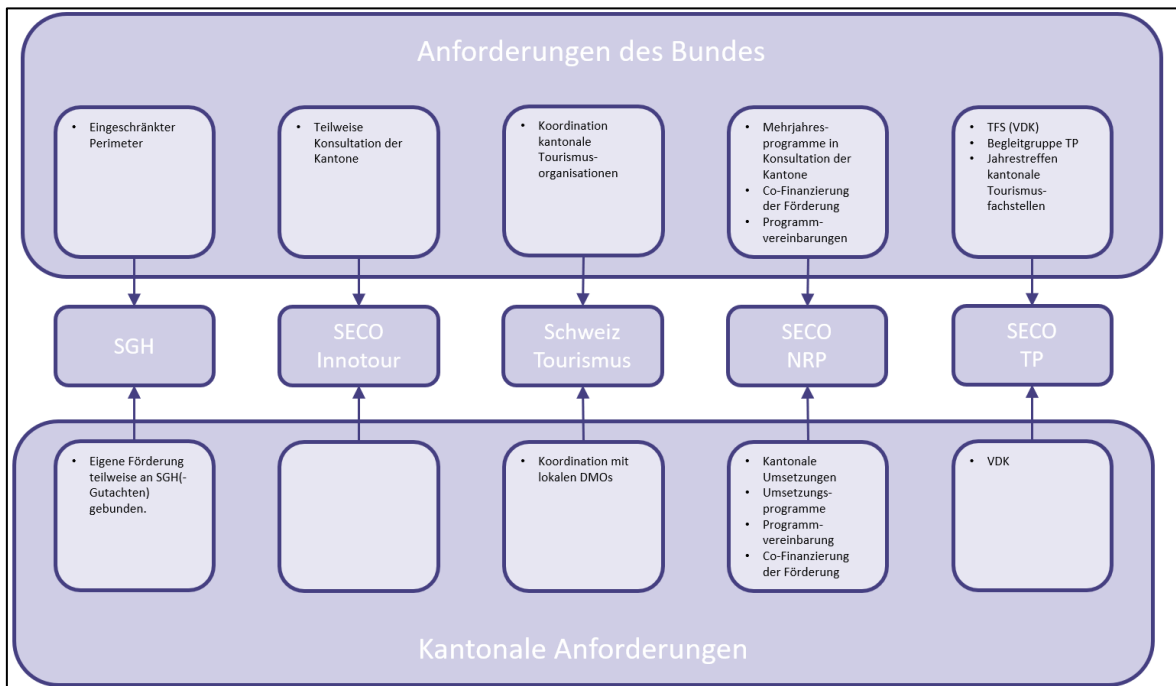 Anforderungen des Bundes
• Eingeschränkter
Perimeter
• Teilweise
Konsultation der
Kantone
• Koordination
kantonale
Tourismus-
organisationen
• Mehrjahres-
programme in
Konsultation der
Kantone
• Co-Finanzierung
der Förderung
• Programm-
vereinbarungen
• TFS (VDK)
• Begleitgruppe TP
• Jahrestreffen
kantonale
Tourismus-
fachstellen
SGH
SECO
Innotour
Schweiz
Tourismus
SECO
NRP
SECO
TP
• Eigene Förderung
teilweise an SGH(-
Gutachten)
gebunden.
• Koordination mit
lokalen DMOs
• Kantonale
Umsetzungen
• Umsetzungs-
programme
• Programm-
vereinbarung
• Co-Finanzierung
der Förderung
• VDK
Kantonale Anforderungen